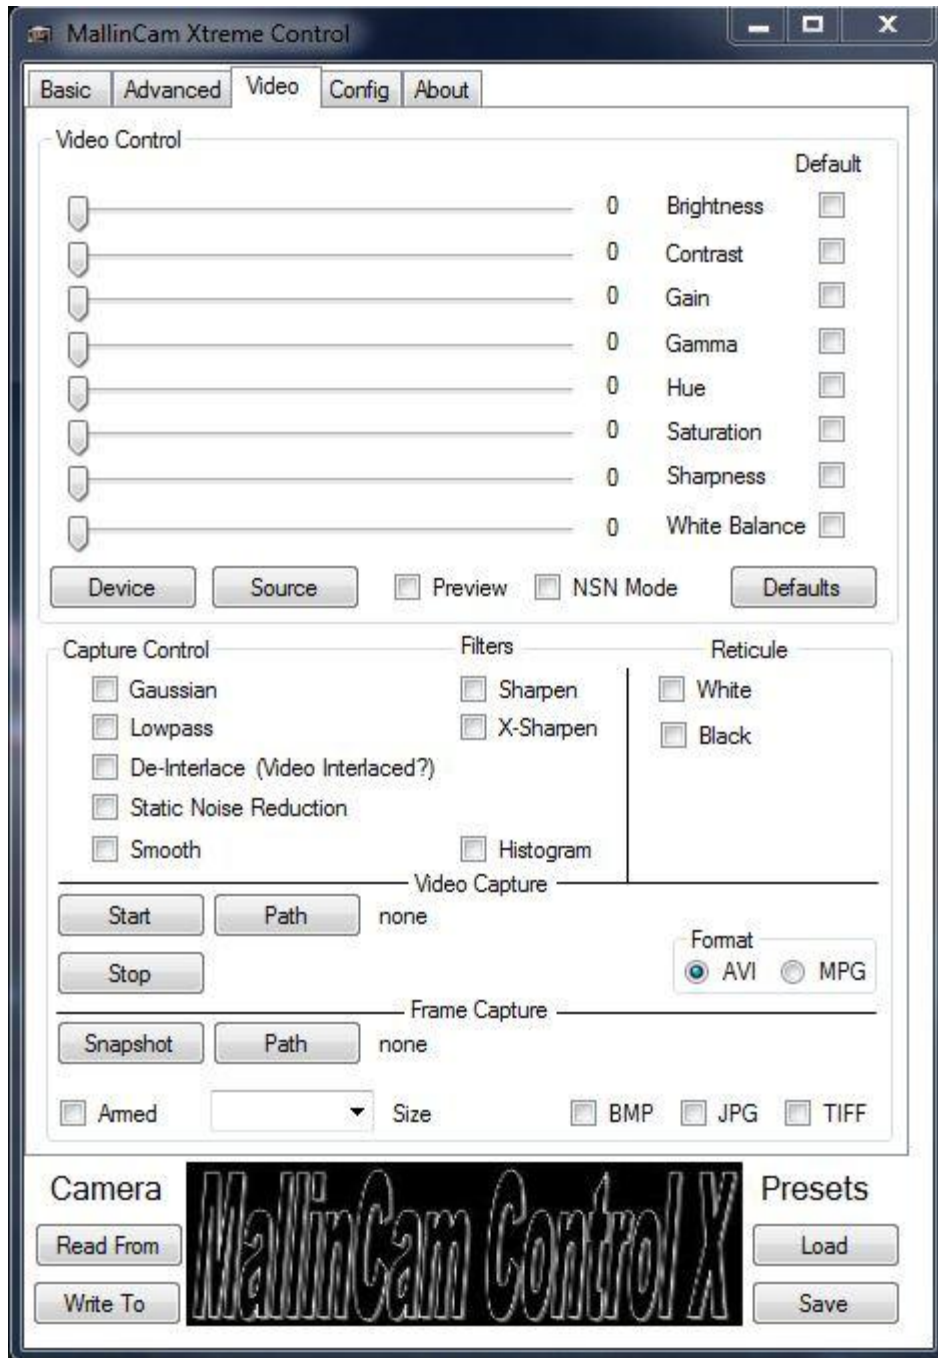 MallinCam Xtreme Control
Basic Advanced Video Config About
Video Control
Default
0 Brightness
0 Contrast
0 Gain
0 Gamma
0 Hue
0 Saturation
0 Sharpness
0 White Balance
Device Source Preview NSN Mode Defaults
Capture Control Filters Reticule
Gaussian Sharpen White
Lowpass X-Sharpen Black
De-Interlace (Video Interlaced?)
Static Noise Reduction
Smooth Histogram
Video Capture
Start Path none
Format
Stop AVI MPG
Frame Capture
Snapshot Path none
Armed Size BMP JPG TIFF
Camera MallinCam Control X Presets
Read From Load
Write To Save